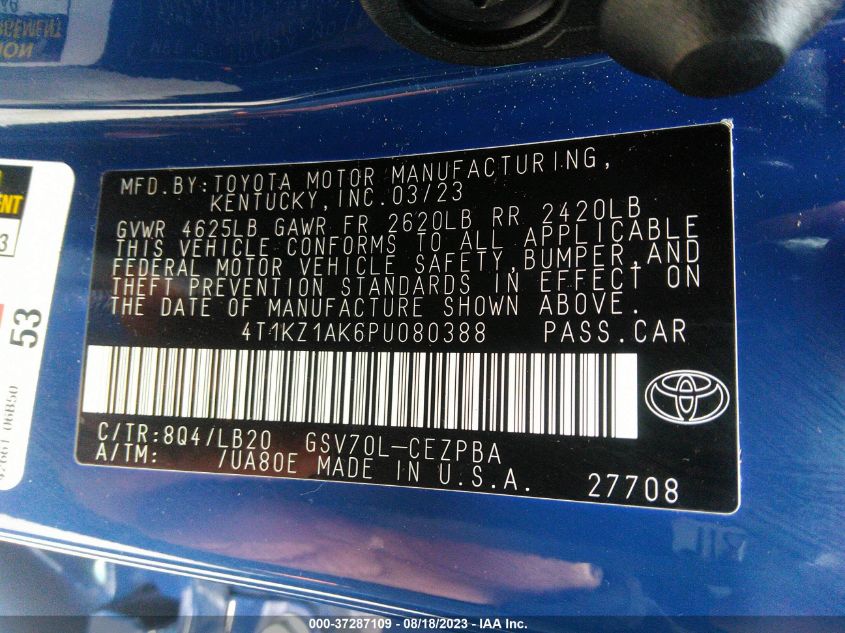 MFD.BY:TOYOTA MOTOR MANUFACTURING,
KENTUCKY,INC.03/23
GVWR 4625LB GAWR FR 2620LB RR 2420LB
THIS VEHICLE CONFORMS TO ALL APPLICABLE
FEDERAL MOTOR VEHICLE SAFETY,BUMPER,AND
THEFT PREVENTION STANDARDS IN EFFECT ON
THE DATE OF MANUFACTURE SHOWN ABOVE.
4T1KZ1AK6PU080388 PASS.CAR
C/TR:8Q4/LB20 GSV70L-CEZPBA
A/TM: /UA80E MADE IN U.S.A.
27708
53
42661 06B50
000-37287109 - 08/18/2023 - IAA Inc.